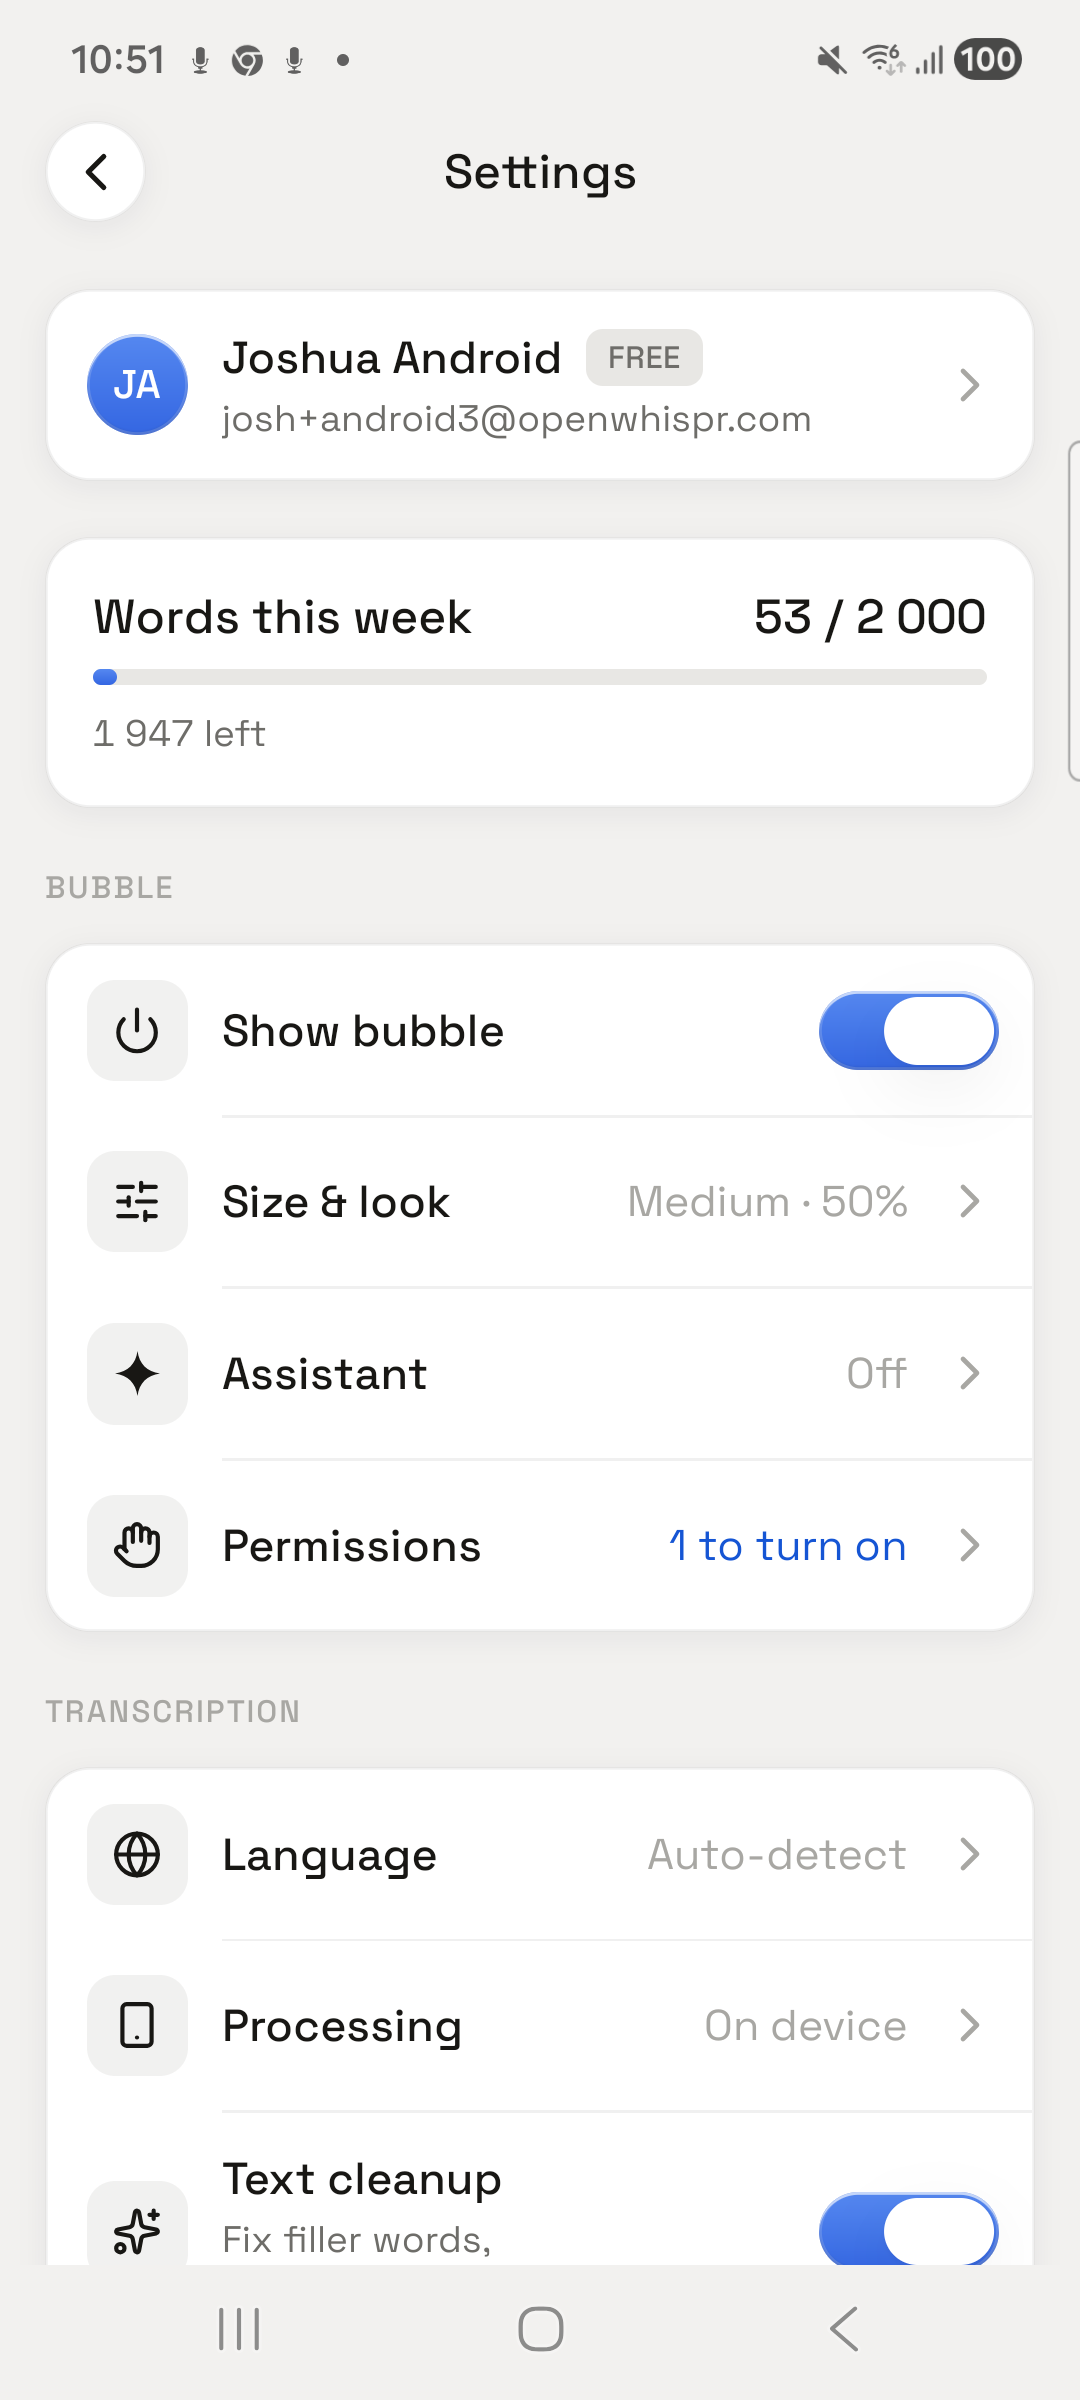 10:51
6
100
Settings
JA
Joshua Android
FREE
josh+android3@openwhispr.com
Words this week
53 / 2 000
1 947 left
BUBBLE
Show bubble
Size & look
Medium · 50%
Assistant
Off
Permissions
1 to turn on
TRANSCRIPTION
Language
Auto-detect
Processing
On device
Text cleanup
Fix filler words,